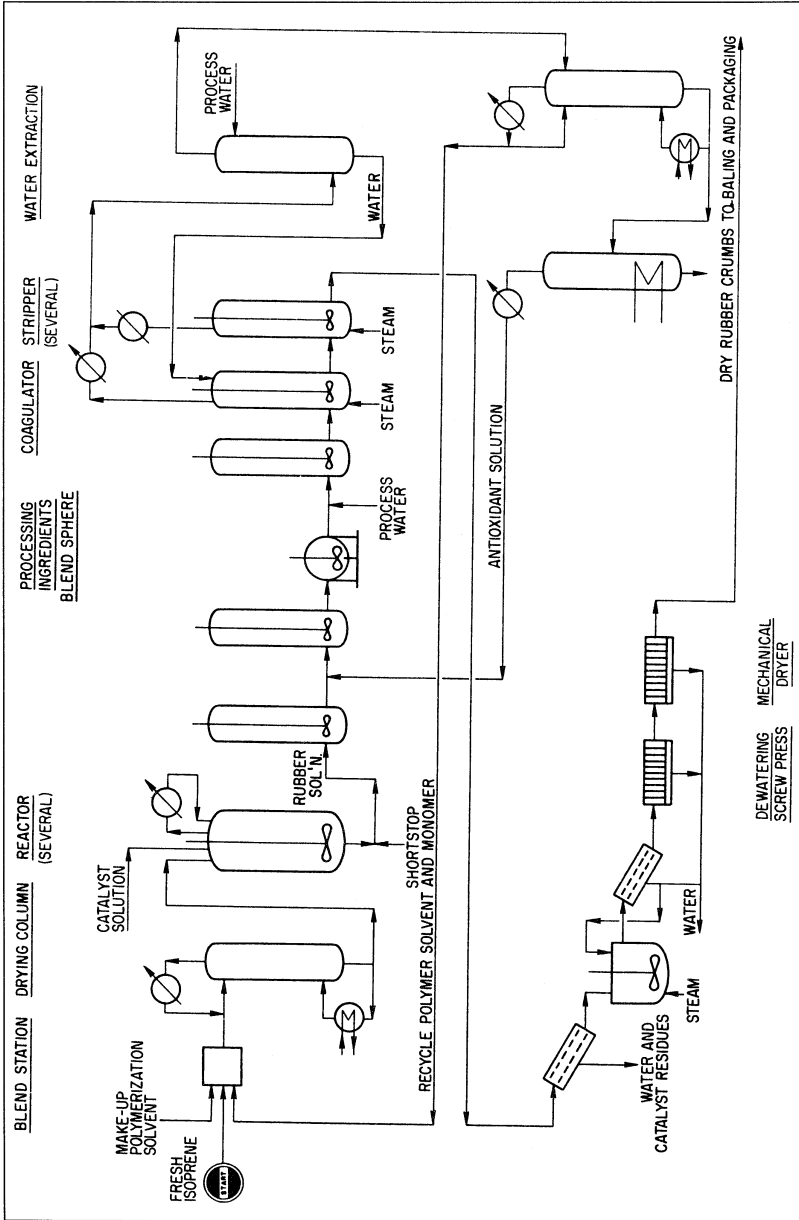 BLEND STATION
DRYING COLUMN
REACTOR
(SEVERAL)
PROCESSING
INGREDIENTS
BLEND SPHERE
COAGULATOR
STRIPPER
(SEVERAL)
WATER EXTRACTION
MAKE-UP
POLYMERIZATION
SOLVENT
FRESH
ISOPRENE
START
CATALYST
SOLUTION
SHORTSTOP
RUBBER
SOL'N.
PROCESS
WATER
STEAM
STEAM
WATER
PROCESS
WATER
RECYCLE POLYMER SOLVENT AND MONOMER
ANTIOXIDANT SOLUTION
WATER AND
CATALYST RESIDUES
STEAM
WATER
DEWATERING
SCREW PRESS
MECHANICAL
DRYER
DRY RUBBER CRUMBS TO BALING AND PACKAGING